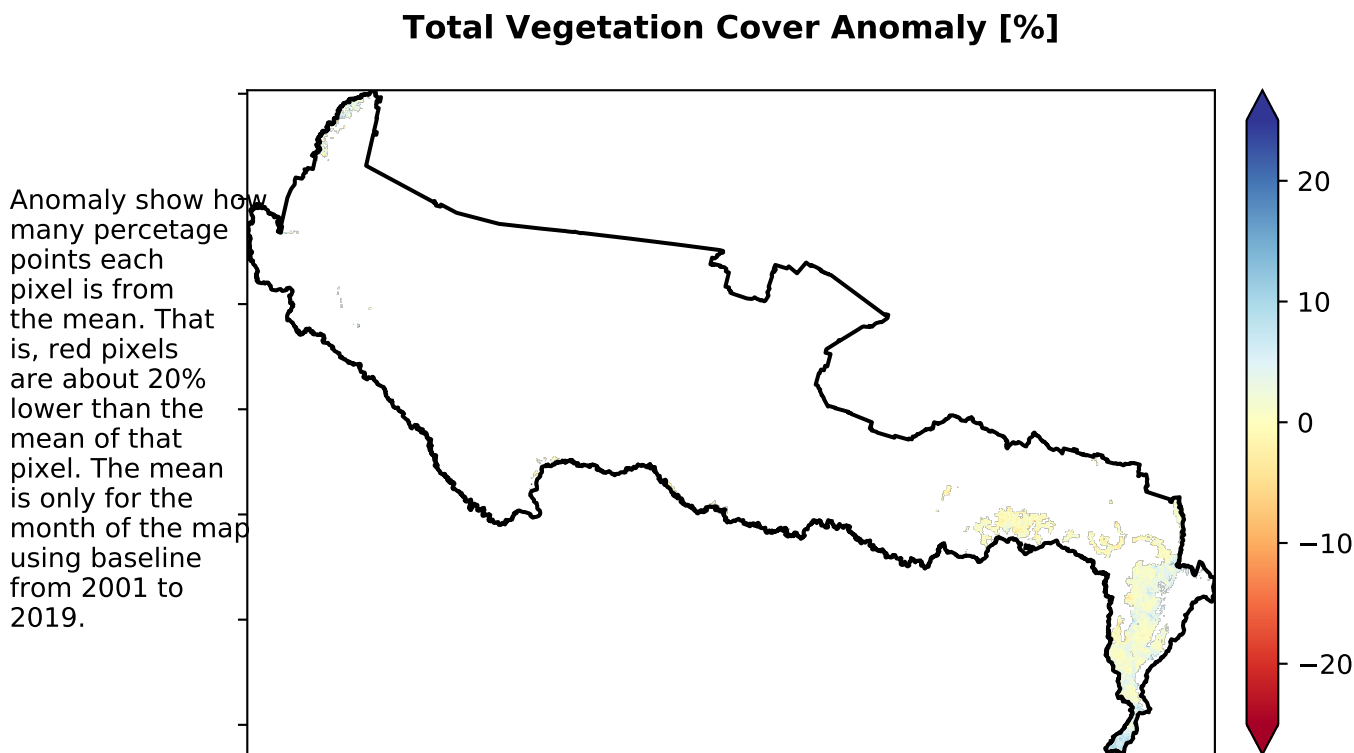 Total Vegetation Cover Anomaly [%]
Anomaly show how
many percetage
points each
pixel is from
the mean. That
is, red pixels
are about 20%
lower than the
mean of that
pixel. The mean
is only for the
month of the map
using baseline
from 2001 to
2019.
20
10
0
−10
−20